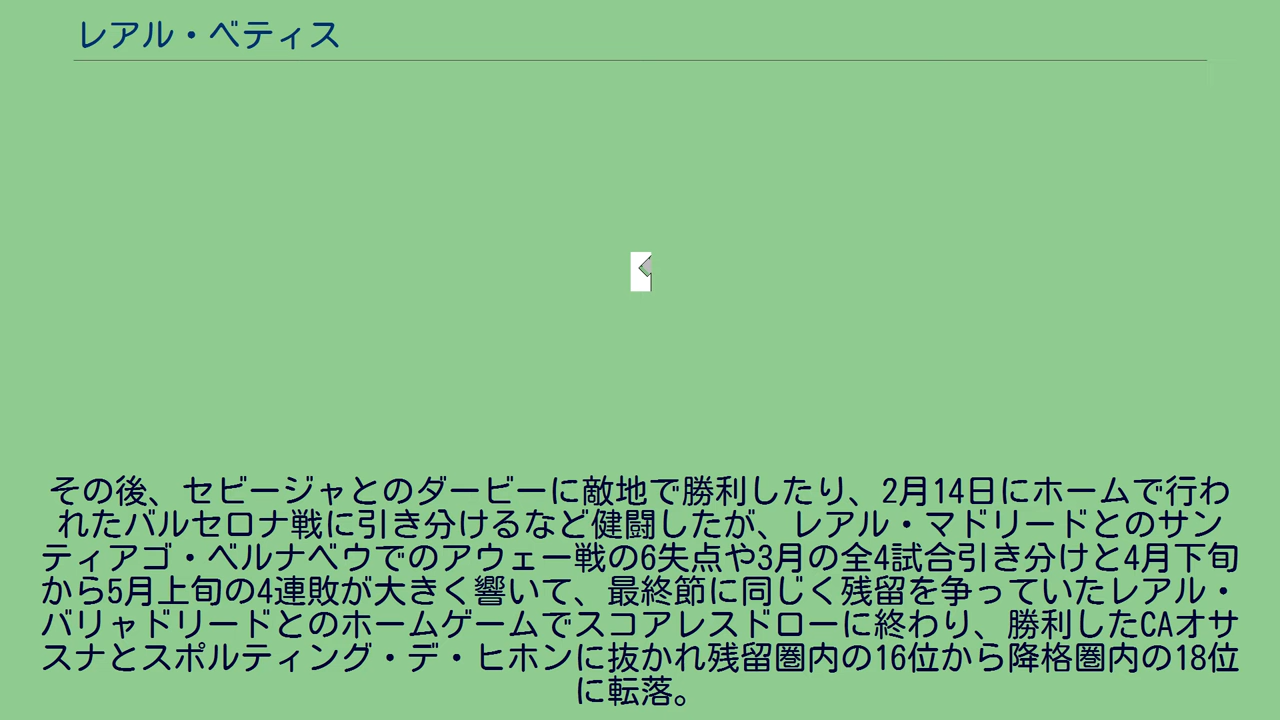 レアル・ベティス
その後、セビージャとのダービーに敵地で勝利したり、2月14日にホームで行わ
れたバルセロナ戦に引き分けるなど健闘したが、レアル・マドリードとのサン
ティアゴ・ベルナベウでのアウェー戦の6失点や3月の全4試合引き分けと4月下旬
から5月上旬の4連敗が大きく響いて、最終節に同じく残留を争っていたレアル・
バリャドリードとのホームゲームでスコアレスドローに終わり、勝利したCAオサ
スナとスポルティング・デ・ヒホンに抜かれ残留圏内の16位から降格圏内の18位
に転落。